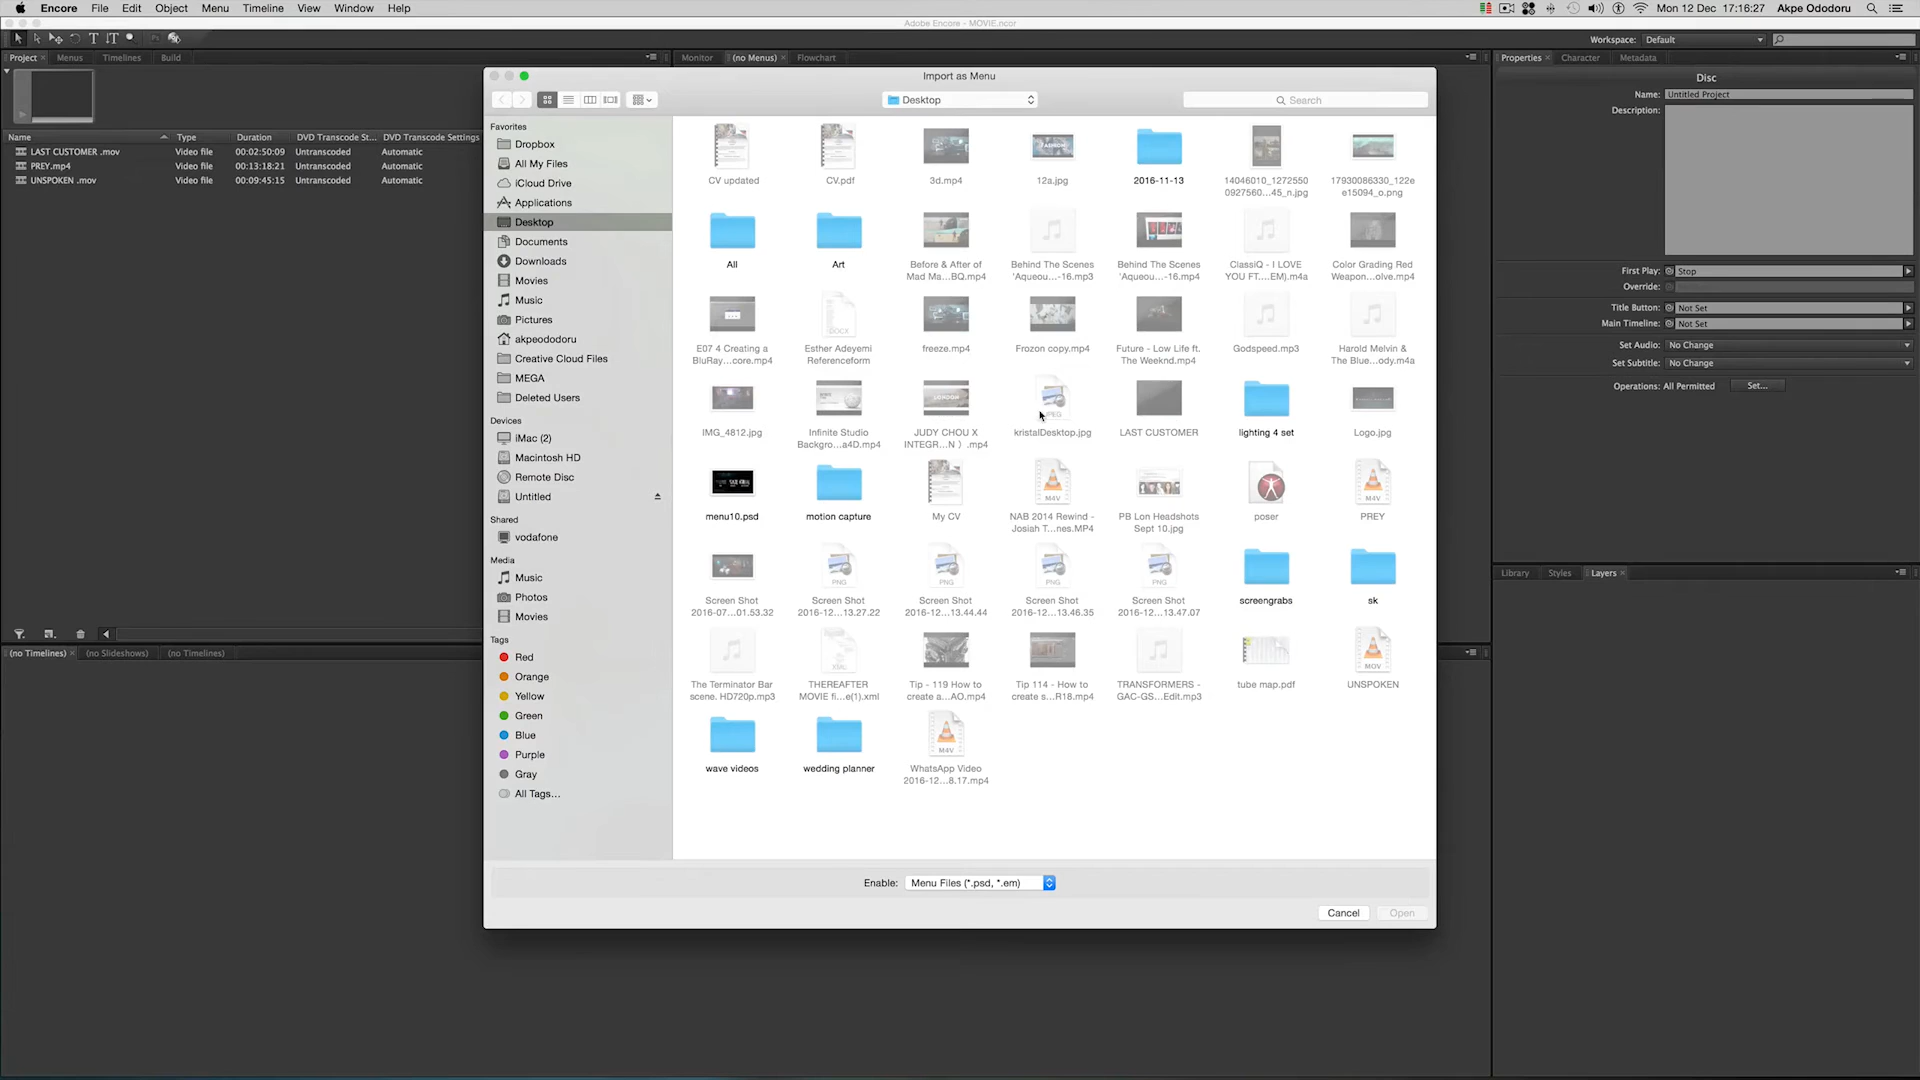 Encore File Edit Object Menu Timeline View Window Help Mon 12 Dec 17:16:27 Akpe Ododoru
Adobe Encore - MOVIE.ncor
Workspace: Default
Project Menus Timelines Build
Monitor (no Menus) Flowchart
Properties Character Metadata
Name Type Duration DVD Transcode St... DVD Transcode Settings
LAST CUSTOMER .mov Video file 00:02:50:09 Untranscoded Automatic
PREY.mp4 Video file 00:13:18:21 Untranscoded Automatic
UNSPOKEN .mov Video file 00:09:45:15 Untranscoded Automatic
(no Timelines) (no Slideshows) (no Timelines)
Import as Menu
Desktop
Search
Favorites
Dropbox
All My Files
iCloud Drive
Applications
Desktop
Documents
Downloads
Movies
Music
Pictures
akpeododoru
Creative Cloud Files
MEGA
Deleted Users
Devices
iMac (2)
Macintosh HD
Remote Disc
Untitled
Shared
vodafone
Media
Music
Photos
Movies
Tags
Red
Orange
Yellow
Green
Blue
Purple
Gray
All Tags...
CV updated CV.pdf 3d.mp4 12a.jpg 2016-11-13 14046010_1272550 17930086330_122e
0927560...45_n.jpg e15094_o.png
All Art Before & After of Behind The Scenes Behind The Scenes ClassiQ - I LOVE Color Grading Red
Mad Ma...BQ.mp4 'Aqueou...-16.mp3 'Aqueou...-16.mp4 YOU FT....EM).m4a Weapon...olve.mp4
E07 4 Creating a Esther Adeyemi freeze.mp4 Frozon copy.mp4 Future - Low Life ft. Godspeed.mp3 Harold Melvin &
BluRay...core.mp4 Referenceform The Weeknd.mp4 The Blue...ody.m4a
IMG_4812.jpg Infinite Studio JUDY CHOU X kristalDesktop.jpg LAST CUSTOMER lighting 4 set Logo.jpg
Backgro...a4D.mp4 INTEGR...N ) .mp4
menu10.psd motion capture My CV NAB 2014 Rewind - PB Lon Headshots poser PREY
Josiah T...nes.MP4 Sept 10.jpg
Screen Shot Screen Shot Screen Shot Screen Shot Screen Shot screengrabs sk
2016-07...01.53.32 2016-12...13.27.22 2016-12...13.44.44 2016-12...13.46.35 2016-12...13.47.07
The Terminator Bar THEREAFTER Tip - 119 How to Tip 114 - How to TRANSFORMERS - tube map.pdf UNSPOKEN
scene. HD720p.mp3 MOVIE fi...e(1).xml create a...AO.mp4 create s...R18.mp4 GAC-GS...Edit.mp3
wave videos wedding planner WhatsApp Video
2016-12...8.17.mp4
Enable: Menu Files (*.psd, *.em)
Cancel Open
Disc
Name: Untitled Project
Description:
First Play: Stop
Override:
Title Button: Not Set
Main Timeline: Not Set
Set Audio: No Change
Set Subtitle: No Change
Operations: All Permitted Set...
Library Styles Layers